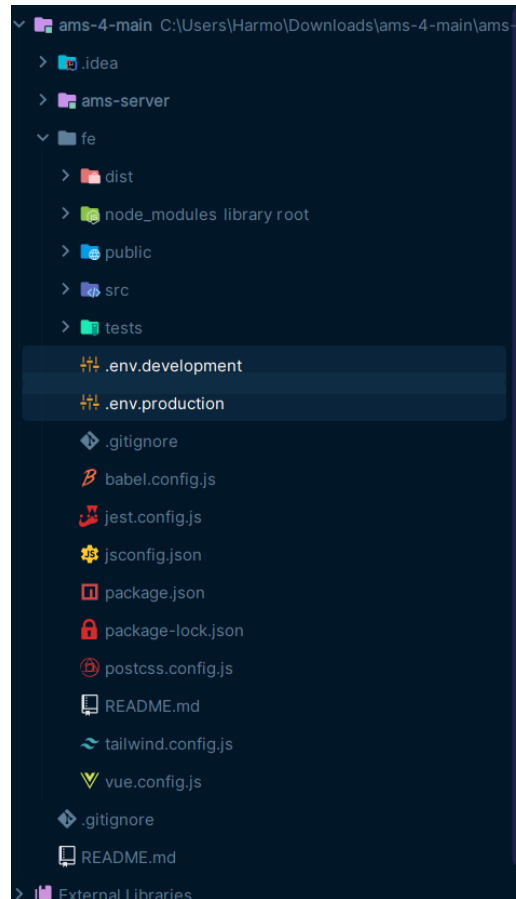 ams-4-main C:\Users\Harmo\Downloads\ams-4-main\ams-
.idea
ams-server
fe
dist
node_modules library root
public
src
tests
.env.development
.env.production
.gitignore
babel.config.js
jest.config.js
jsconfig.json
package.json
package-lock.json
postcss.config.js
README.md
tailwind.config.js
vue.config.js
.gitignore
README.md
External Libraries